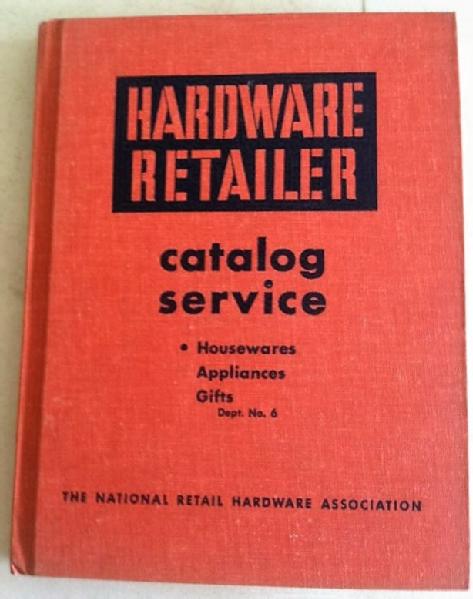 HARDWARE
RETAILER
catalog
service
• Housewares
Appliances
Gifts
Dept. No. 6
THE NATIONAL RETAIL HARDWARE ASSOCIATION